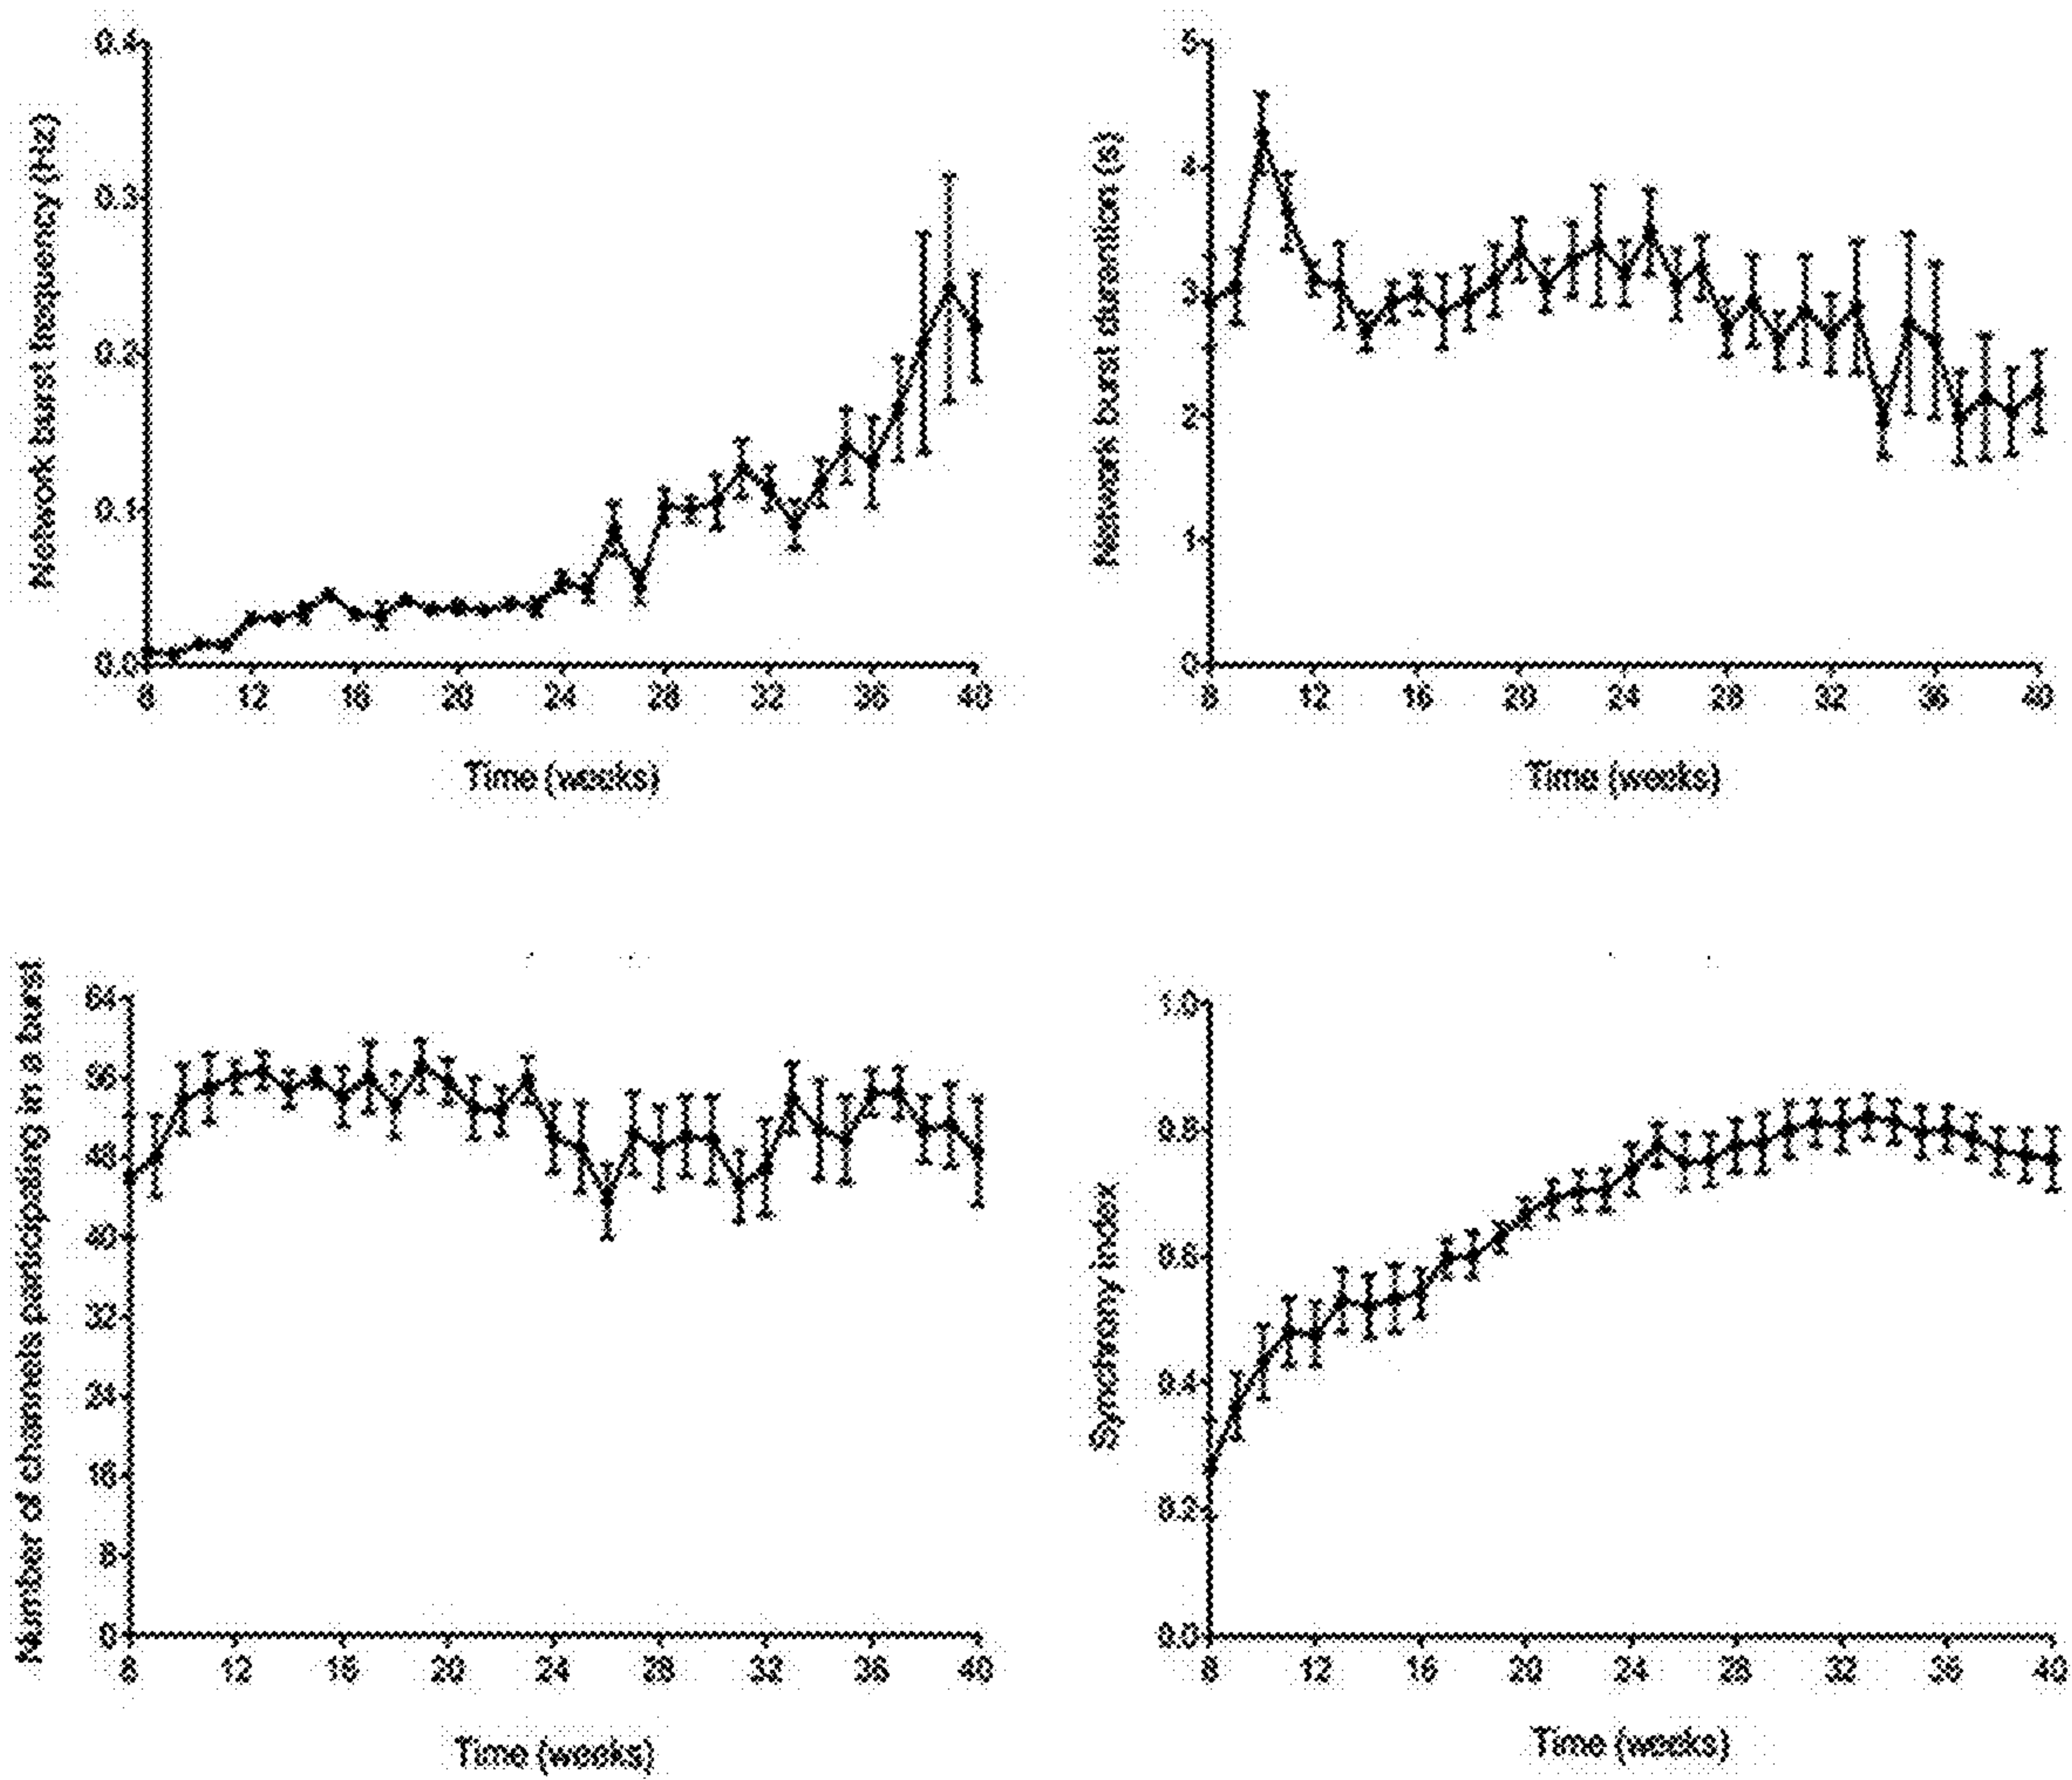 Network burst frequency (Hz)
0.4
0.3
0.2
0.1
0.0
8 12 16 20 24 28 32 36 40
Time (weeks)
Network burst duration (s)
5
4
3
2
1
0
8 12 16 20 24 28 32 36 40
Time (weeks)
Number of channels participating in a burst
64
56
48
40
32
24
16
8
0
8 12 16 20 24 28 32 36 40
Time (weeks)
Synchrony Index
1.0
0.8
0.6
0.4
0.2
0.0
8 12 16 20 24 28 32 36 40
Time (weeks)